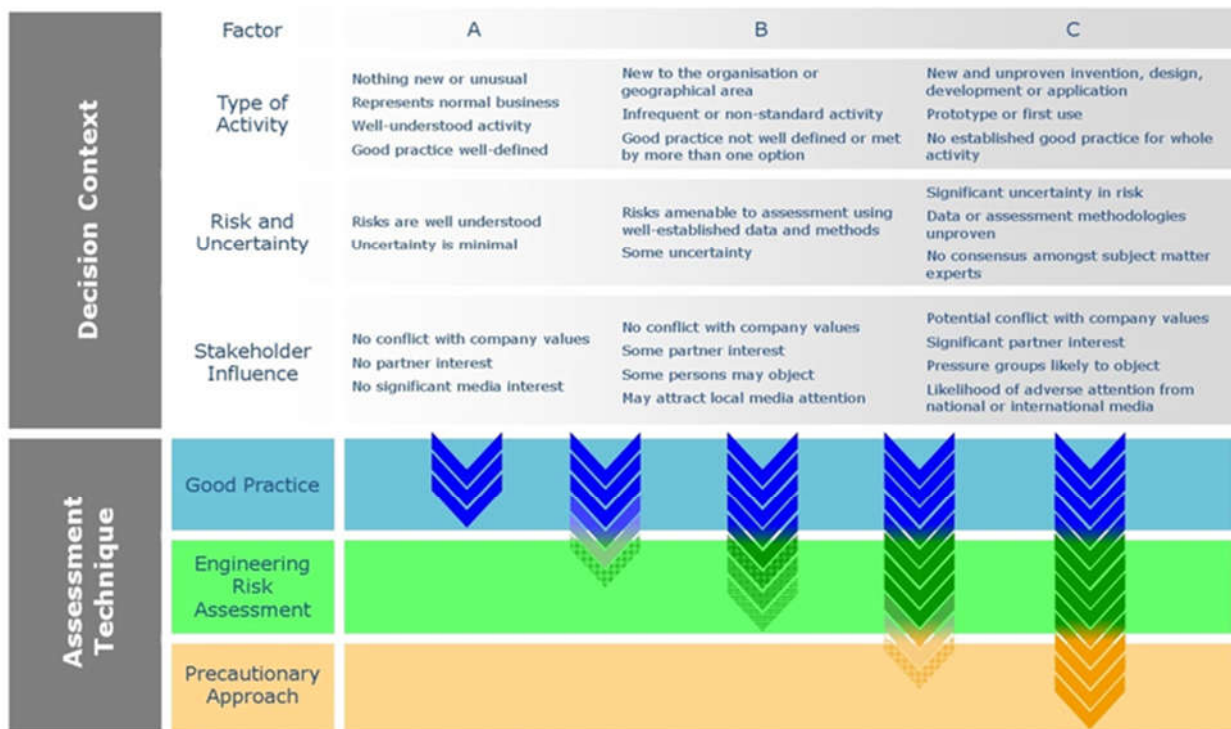 Decision Context
Factor
A
B
C
Type of
Activity
Nothing new or unusual
Represents normal business
Well-understood activity
Good practice well-defined
New to the organisation or
geographical area
Infrequent or non-standard activity
Good practice not well defined or met
by more than one option
New and unproven invention, design,
development or application
Prototype or first use
No established good practice for whole
activity
Risk and
Uncertainty
Risks are well understood
Uncertainty is minimal
Risks amenable to assessment using
well-established data and methods
Some uncertainty
Significant uncertainty in risk
Data or assessment methodologies
unproven
No consensus amongst subject matter
experts
Stakeholder
Influence
No conflict with company values
No partner interest
No significant media interest
No conflict with company values
Some partner interest
Some persons may object
May attract local media attention
Potential conflict with company values
Significant partner interest
Pressure groups likely to object
Likelihood of adverse attention from
national or international media
Assessment
Technique
Good Practice
Engineering
Risk
Assessment
Precautionary
Approach